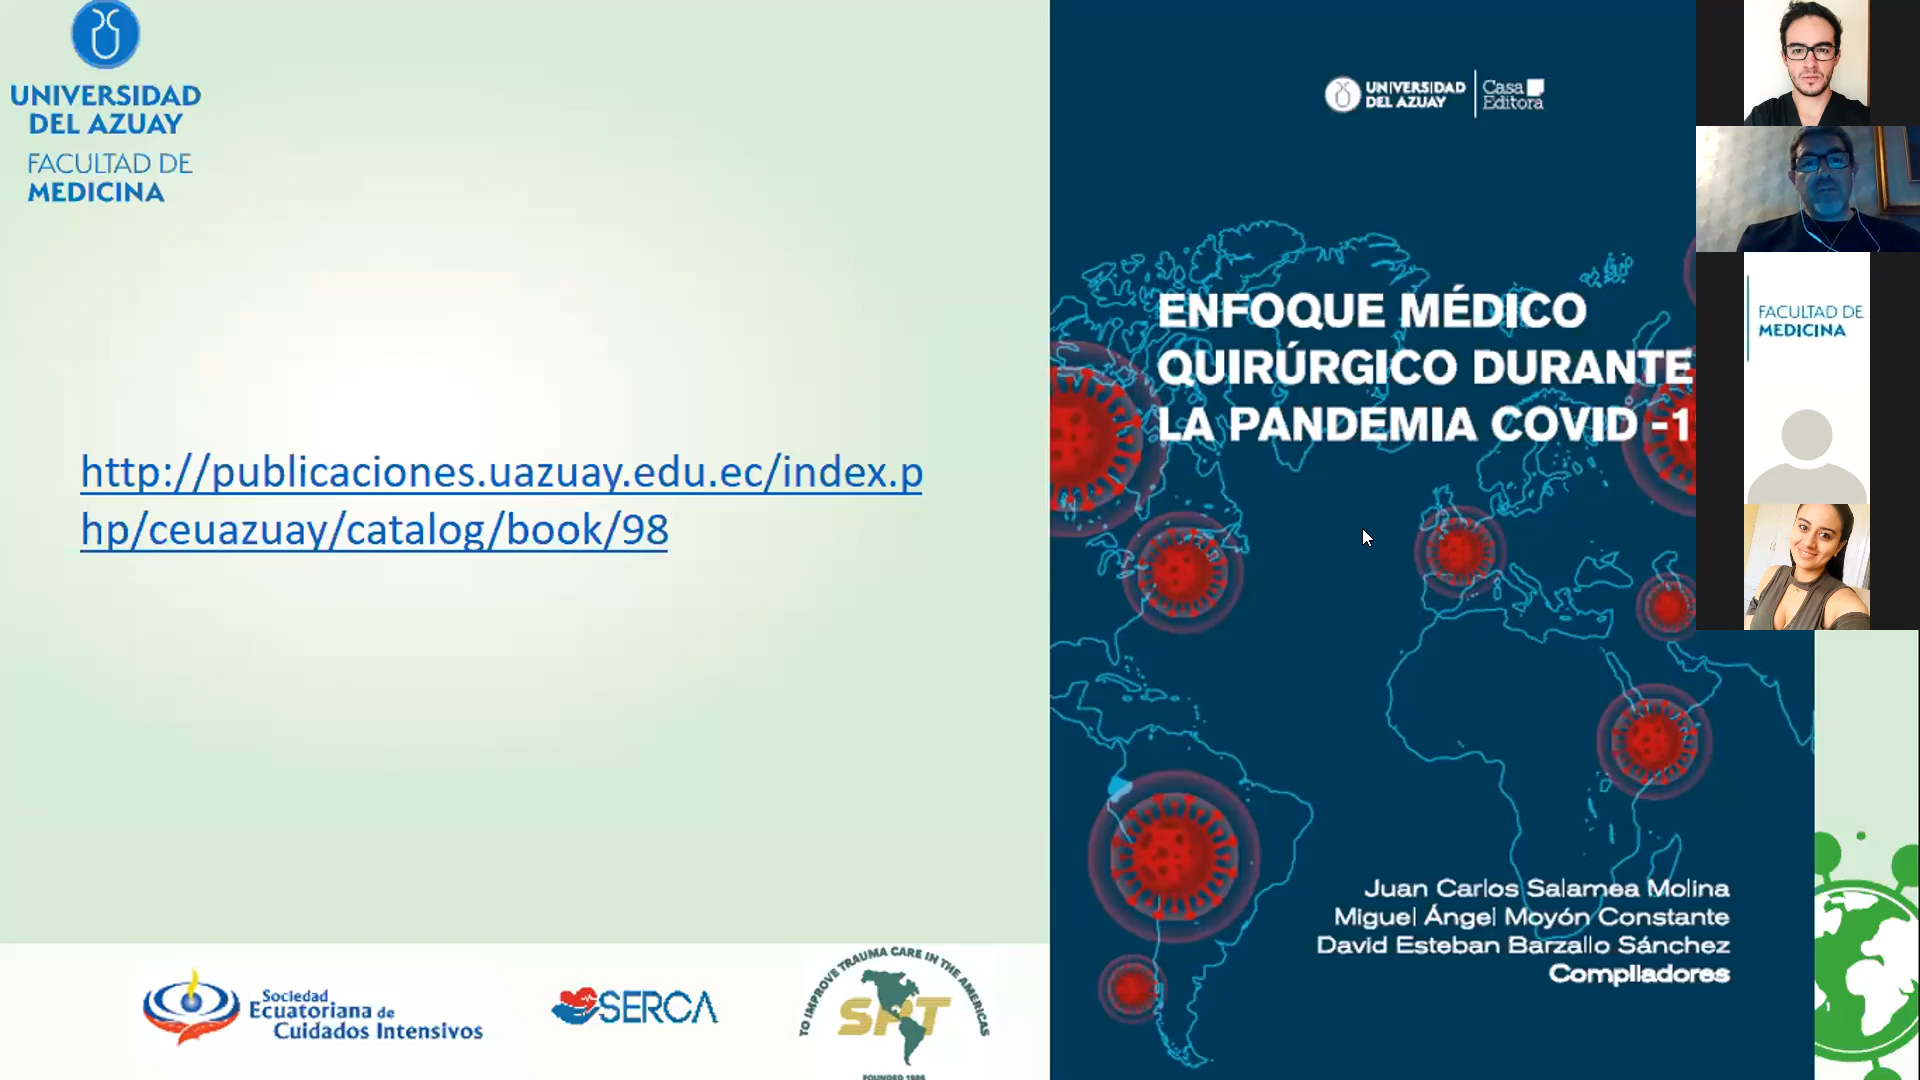 UNIVERSIDAD
DEL AZUAY
FACULTAD DE
MEDICINA
http://publicaciones.uazuay.edu.ec/index.p
hp/ceuazuay/catalog/book/98
Sociedad
Ecuatoriana de
Cuidados Intensivos
SERCA
TO IMPROVE TRAUMA CARE IN THE AMERICAS
SPT
FOUNDED 1986
UNIVERSIDAD
DEL AZUAY
Casa
Editora
ENFOQUE MÉDICO
QUIRÚRGICO DURANTE
LA PANDEMIA COVID -1
Juan Carlos Salamea Molina
Miguel Ángel Moyón Constante
David Esteban Barzallo Sánchez
Compiladores
FACULTAD DE
MEDICINA